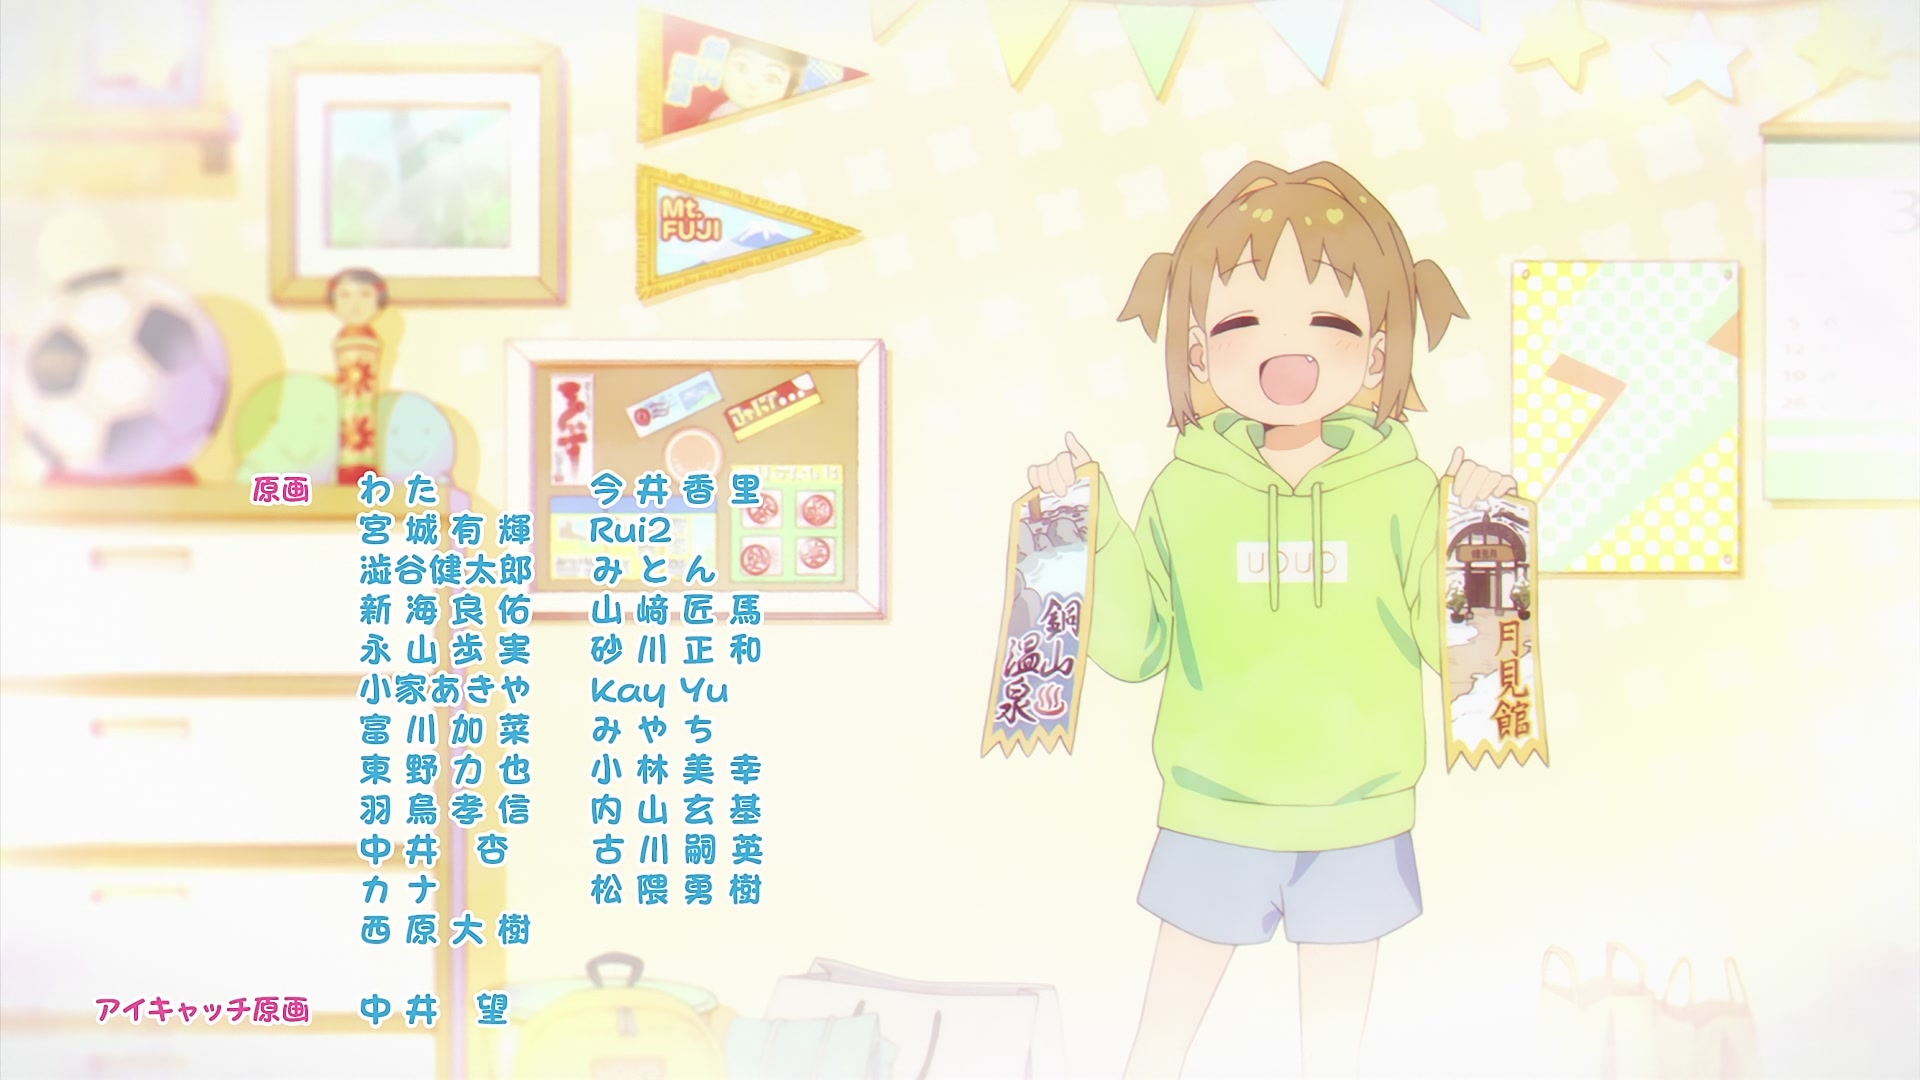 Mt.
FUJI
原画
わた
宮城有輝
澁谷健太郎
新海良佑
永山歩実
小家あきや
富川加菜
東野力也
羽鳥孝信
中井 杏
カナ
西原大樹
今井香里
Rui2
みとん
山﨑匠馬
砂川正和
Kay Yu
みやち
小林美幸
内山玄基
古川嗣英
松隈勇樹
アイキャッチ原画
中井 望
銅山
温泉♨
UDUD
月見館